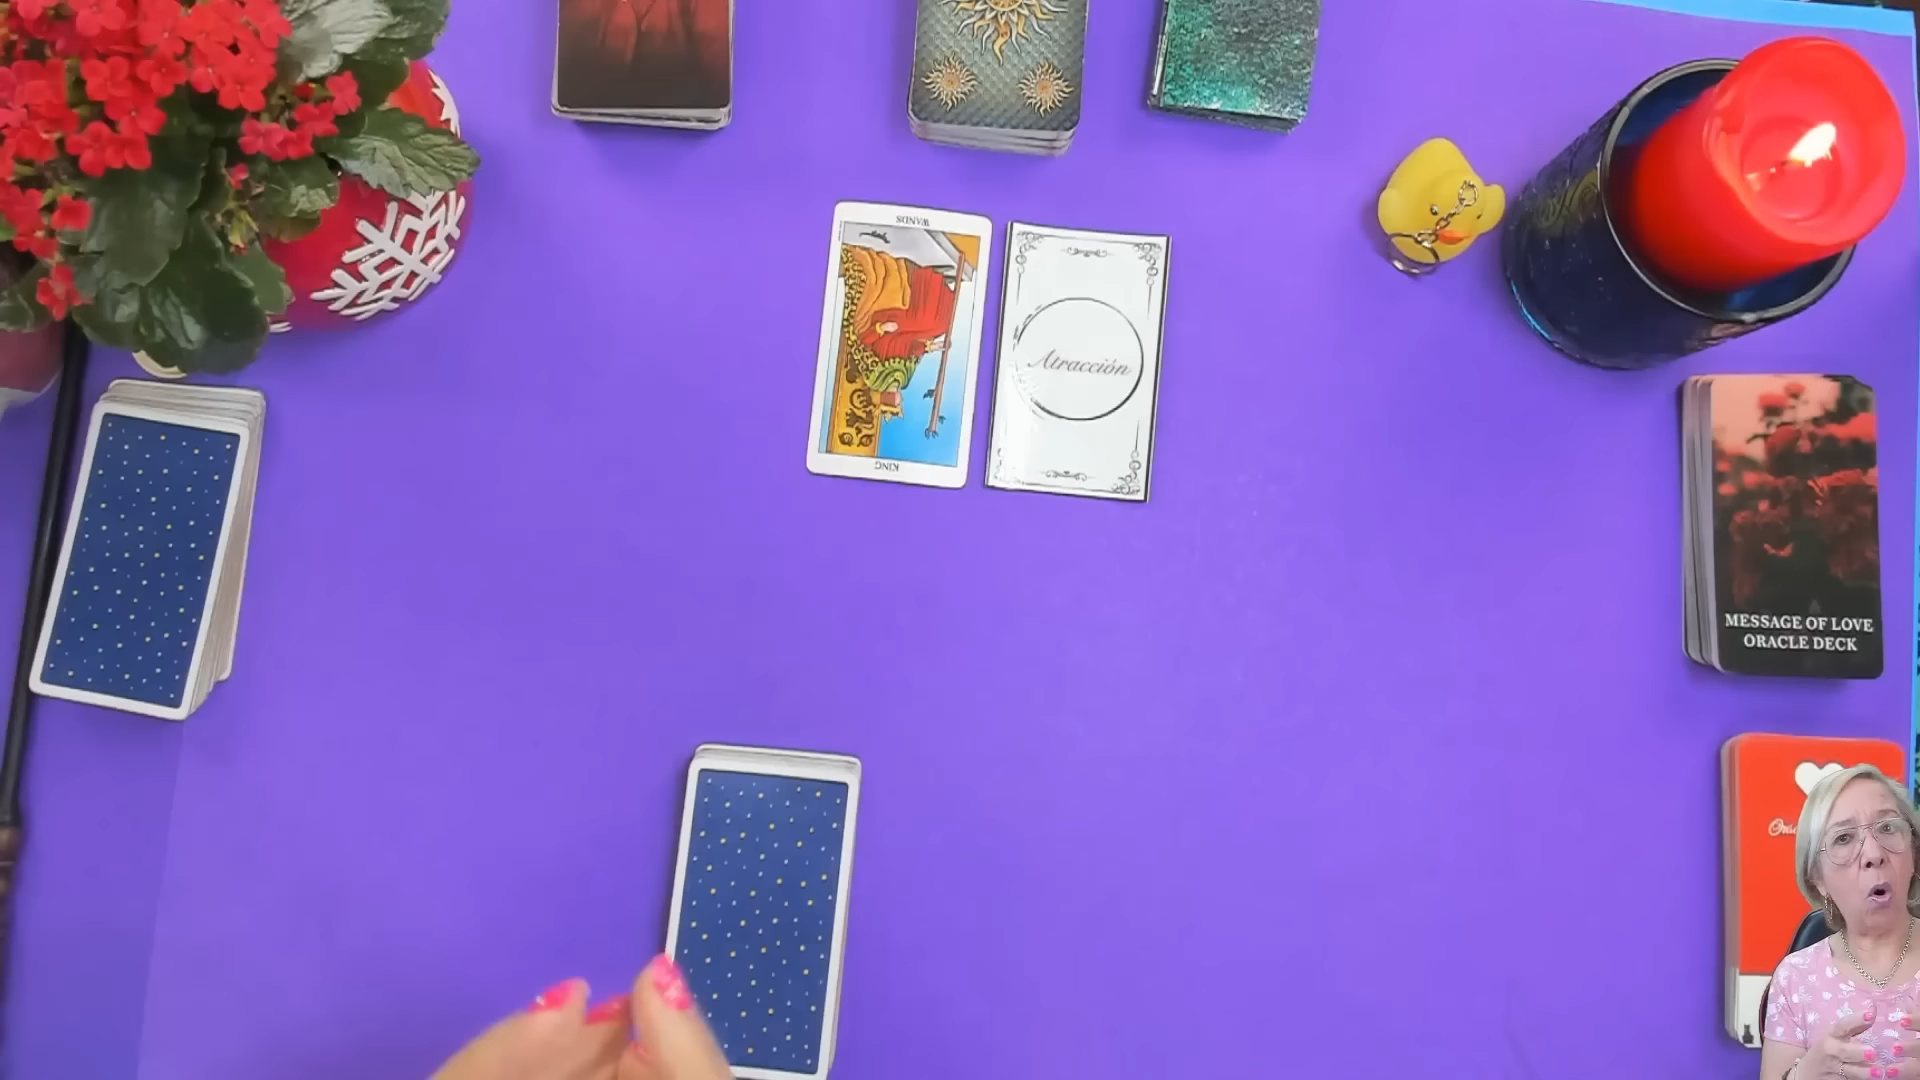 WANDS
KING
Atracción
MESSAGE OF LOVE
ORACLE DECK